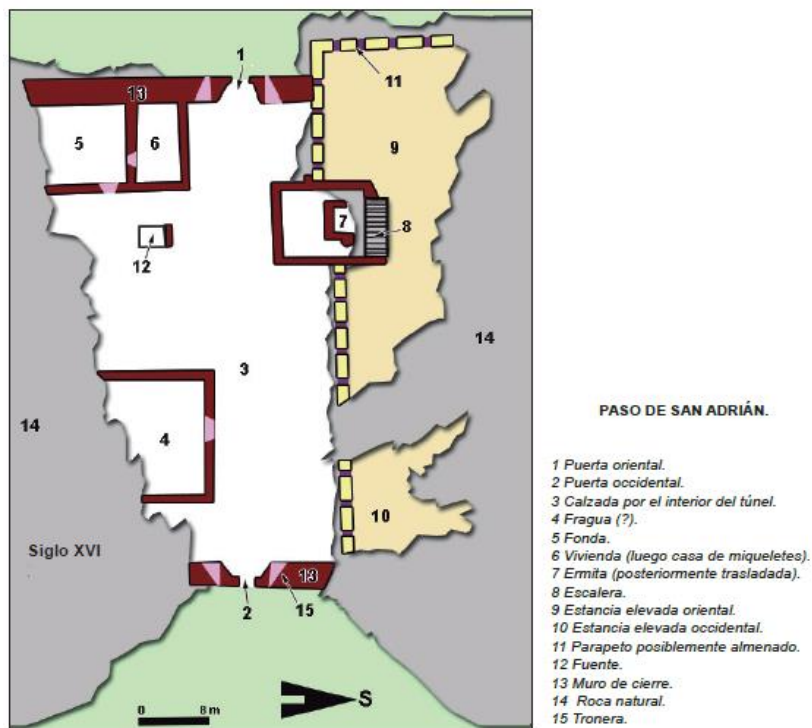 1
13
11
5
6
9
7
8
12
3
14
4
14
10
Siglo XVI
13
2
15
0 8 m
S
PASO DE SAN ADRIÁN.
1 Puerta oriental.
2 Puerta occidental.
3 Calzada por el interior del túnel.
4 Fragua (?).
5 Fonda.
6 Vivienda (luego casa de miqueletes).
7 Ermita (posteriormente trasladada).
8 Escalera.
9 Estancia elevada oriental.
10 Estancia elevada occidental.
11 Parapeto posiblemente almenado.
12 Fuente.
13 Muro de cierre.
14 Roca natural.
15 Tronera.